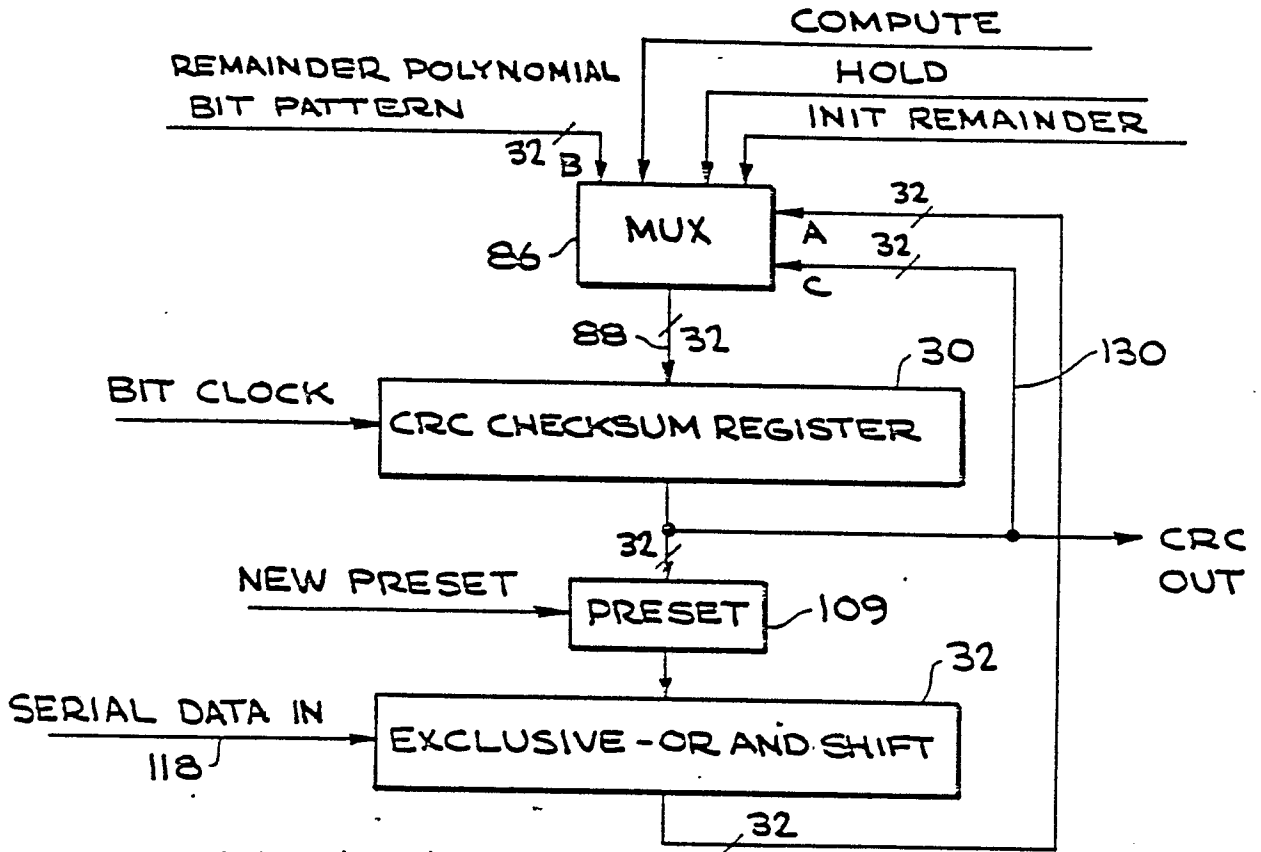 COMPUTE
REMAINDER POLYNOMIAL
BIT PATTERN
HOLD
INIT REMAINDER
32
B
32
MUX
A
86
32
C
88
32
30
130
BIT CLOCK
CRC CHECKSUM REGISTER
32
CRC
OUT
NEW PRESET
PRESET
109
32
SERIAL DATA IN
EXCLUSIVE-OR AND SHIFT
118
32